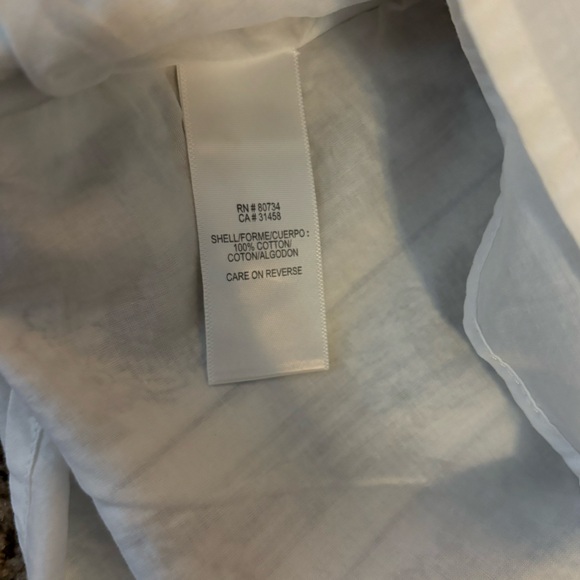 RN # 80734
CA # 31458
SHELL/FORME/CUERPO :
100% COTTON/
COTON/ALGODON
CARE ON REVERSE